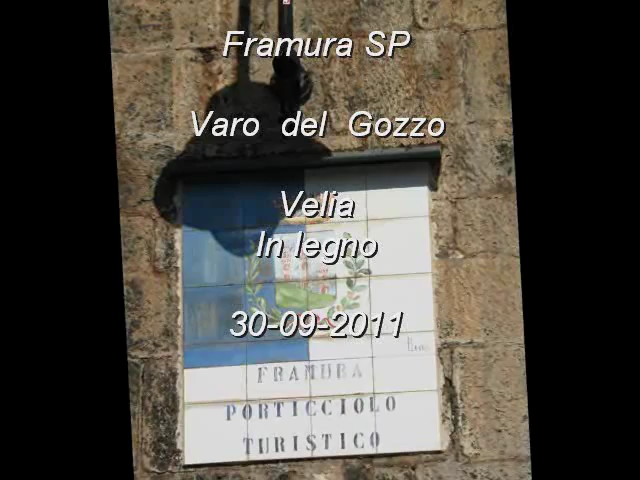 Framura SP
Varo del Gozzo
Velia
In legno
30-09-2011
FRAMURA
PORTICCIOLO
TURISTICO